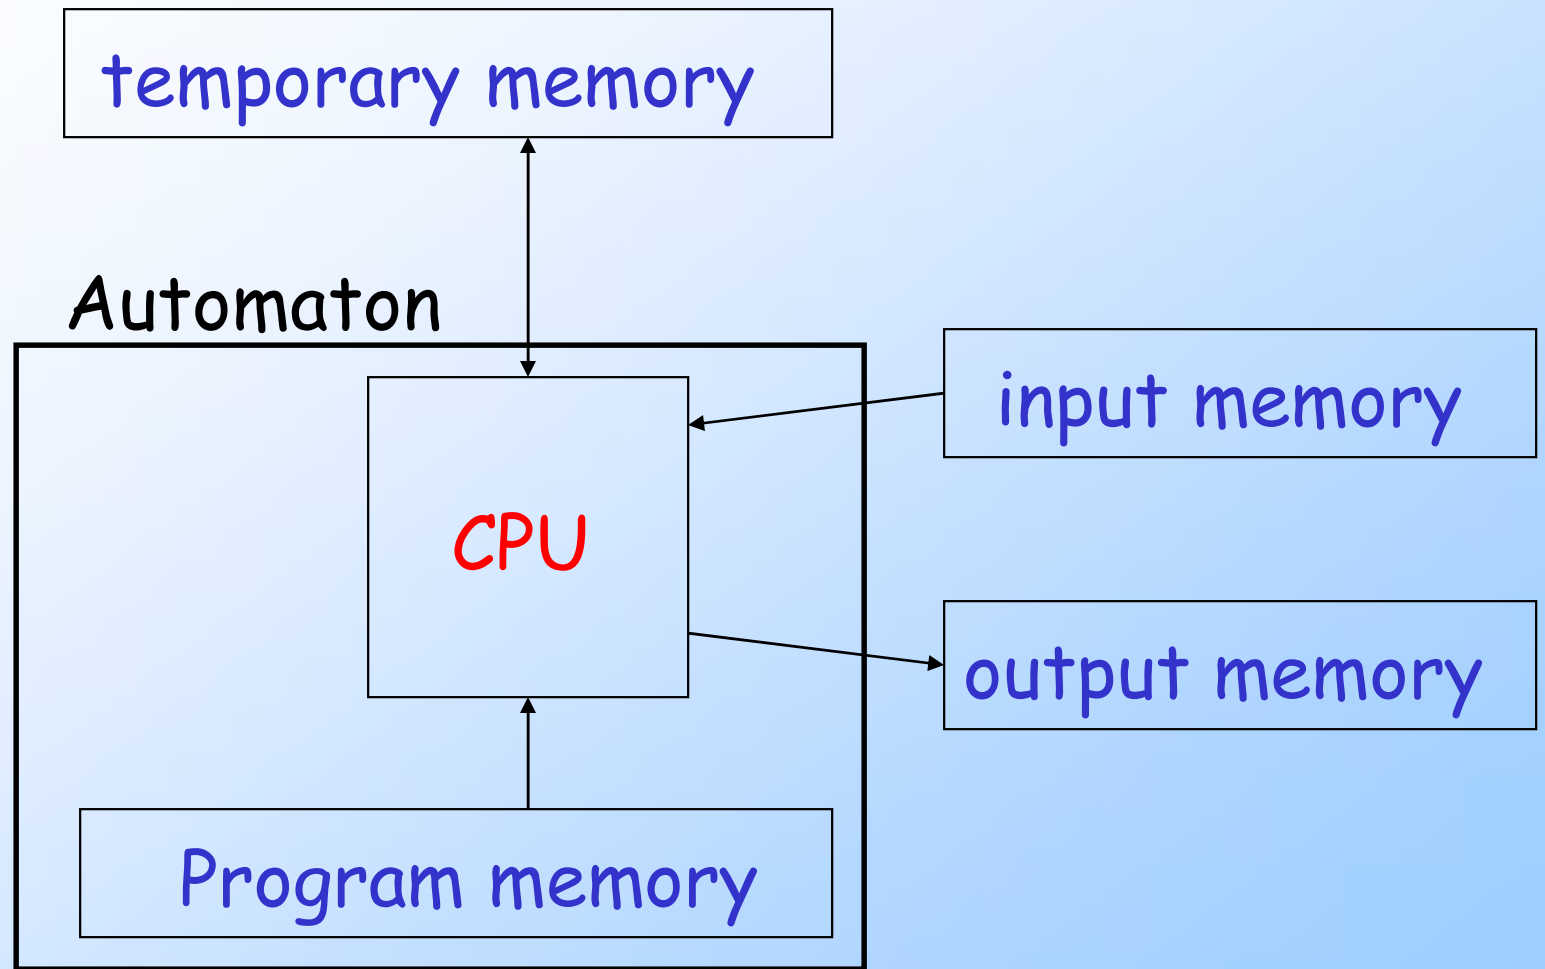 temporary memory
Automaton
input memory
CPU
output memory
Program memory